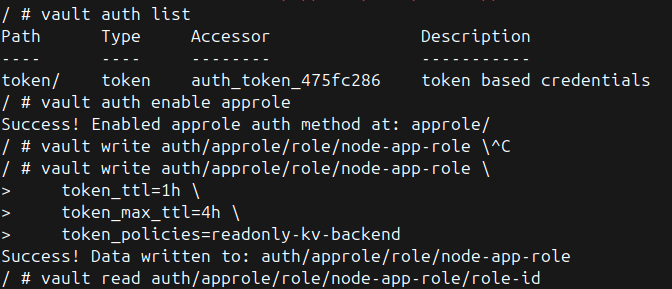 / # vault auth list
Path       Type     Accessor               Description
----       ----     --------               -----------
token/     token    auth_token_475fc286    token based credentials
/ # vault auth enable approle
Success! Enabled approle auth method at: approle/
/ # vault write auth/approle/role/node-app-role \^C
/ # vault write auth/approle/role/node-app-role \
>     token_ttl=1h \
>     token_max_ttl=4h \
>     token_policies=readonly-kv-backend
Success! Data written to: auth/approle/role/node-app-role
/ # vault read auth/approle/role/node-app-role/role-id